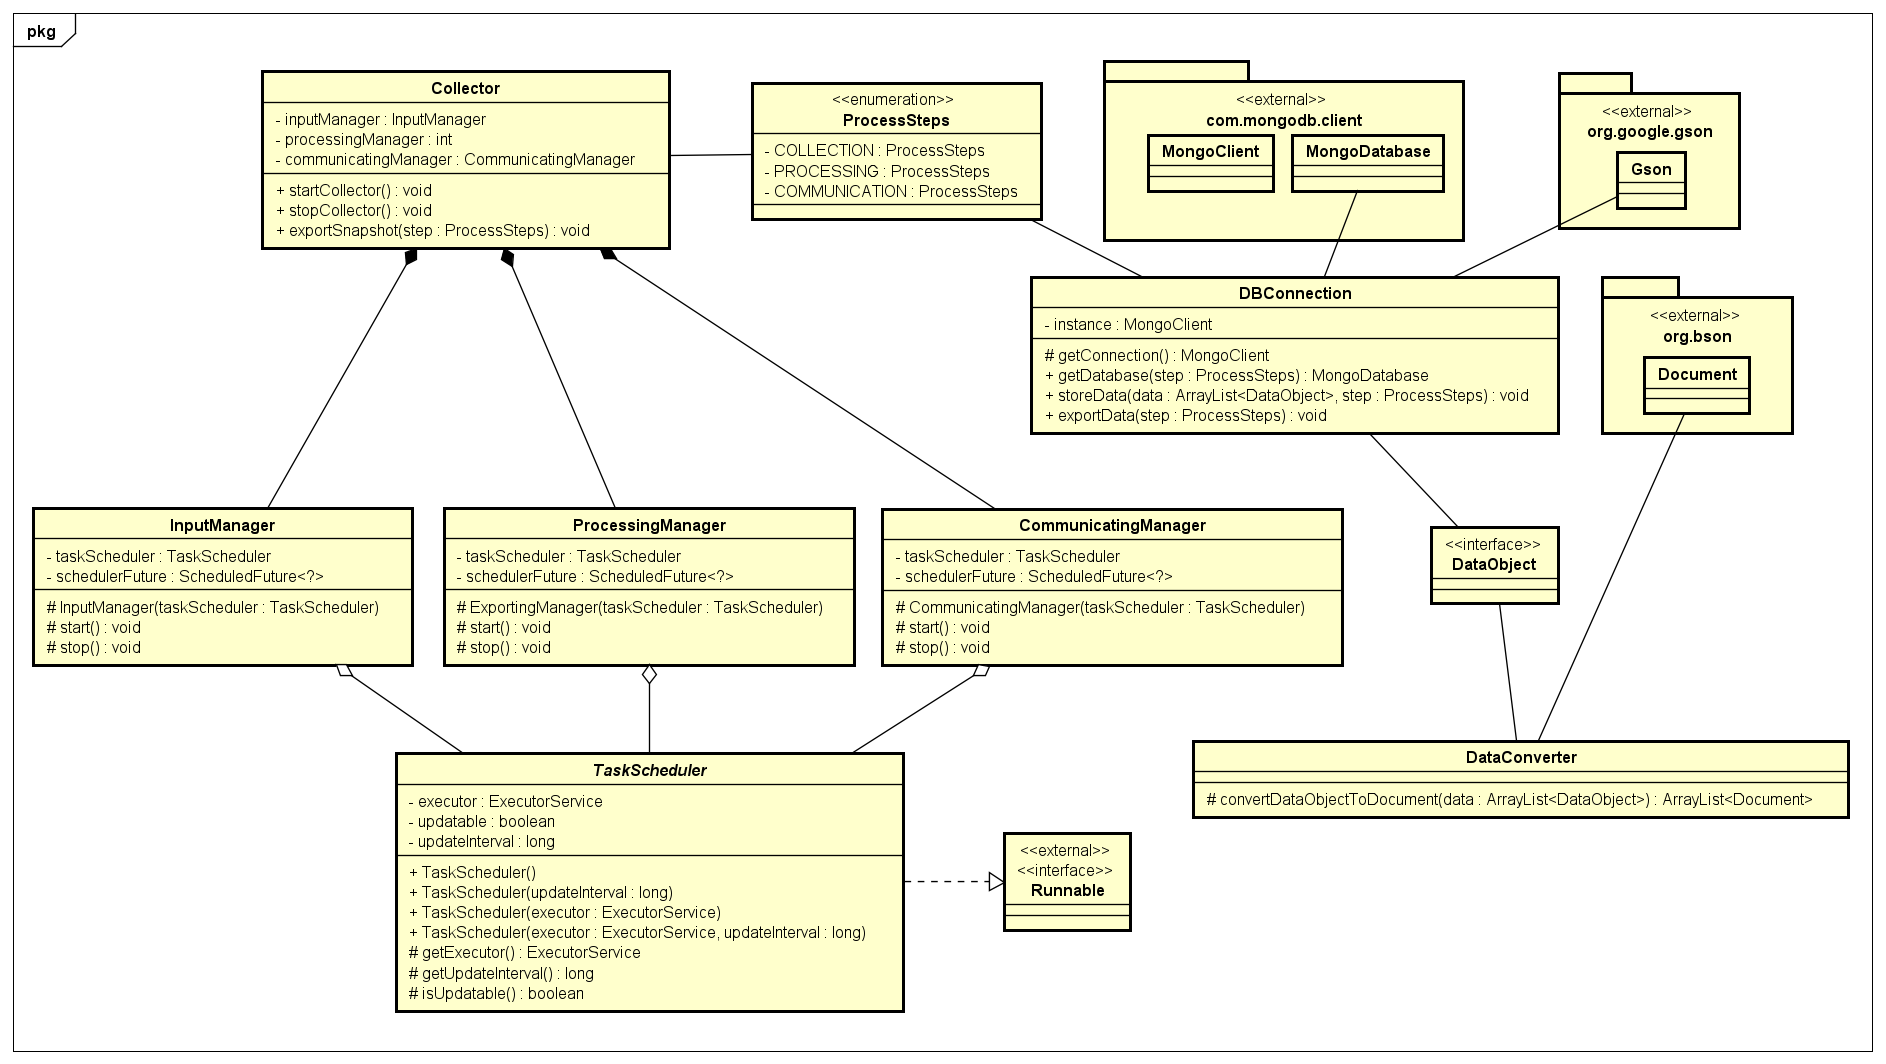 pkg
Collector
- inputManager : InputManager
- processingManager : int
- communicatingManager : CommunicatingManager
+ startCollector() : void
+ stopCollector() : void
+ exportSnapshot(step : ProcessSteps) : void
<<enumeration>>
ProcessSteps
- COLLECTION : ProcessSteps
- PROCESSING : ProcessSteps
- COMMUNICATION : ProcessSteps
<<external>>
com.mongodb.client
MongoClient
MongoDatabase
<<external>>
org.google.gson
Gson
DBConnection
- instance : MongoClient
# getConnection() : MongoClient
+ getDatabase(step : ProcessSteps) : MongoDatabase
+ storeData(data : ArrayList<DataObject>, step : ProcessSteps) : void
+ exportData(step : ProcessSteps) : void
<<external>>
org.bson
Document
InputManager
- taskScheduler : TaskScheduler
- schedulerFuture : ScheduledFuture<?>
# InputManager(taskScheduler : TaskScheduler)
# start() : void
# stop() : void
ProcessingManager
- taskScheduler : TaskScheduler
- schedulerFuture : ScheduledFuture<?>
# ExportingManager(taskScheduler : TaskScheduler)
# start() : void
# stop() : void
CommunicatingManager
- taskScheduler : TaskScheduler
- schedulerFuture : ScheduledFuture<?>
# CommunicatingManager(taskScheduler : TaskScheduler)
# start() : void
# stop() : void
<<interface>>
DataObject
TaskScheduler
- executor : ExecutorService
- updatable : boolean
- updateInterval : long
+ TaskScheduler()
+ TaskScheduler(updateInterval : long)
+ TaskScheduler(executor : ExecutorService)
+ TaskScheduler(executor : ExecutorService, updateInterval : long)
# getExecutor() : ExecutorService
# getUpdateInterval() : long
# isUpdatable() : boolean
<<external>>
<<interface>>
Runnable
DataConverter
# convertDataObjectToDocument(data : ArrayList<DataObject>) : ArrayList<Document>